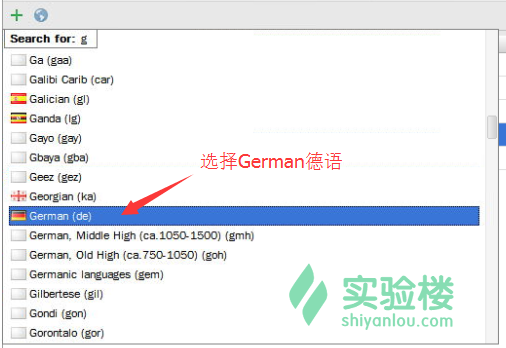 Search for: g
Ga (gaa)
Galibi Carib (car)
Galician (gl)
Ganda (lg)
Gayo (gay)
Gbaya (gba)
Geez (gez)
选择German德语
Georgian (ka)
German (de)
German, Middle High (ca.1050-1500) (gmh)
German, Old High (ca.750-1050) (goh)
Germanic languages (gem)
Gilbertese (gil)
Gondi (gon)
Gorontalo (gor)
实验楼
shiyanlou.com